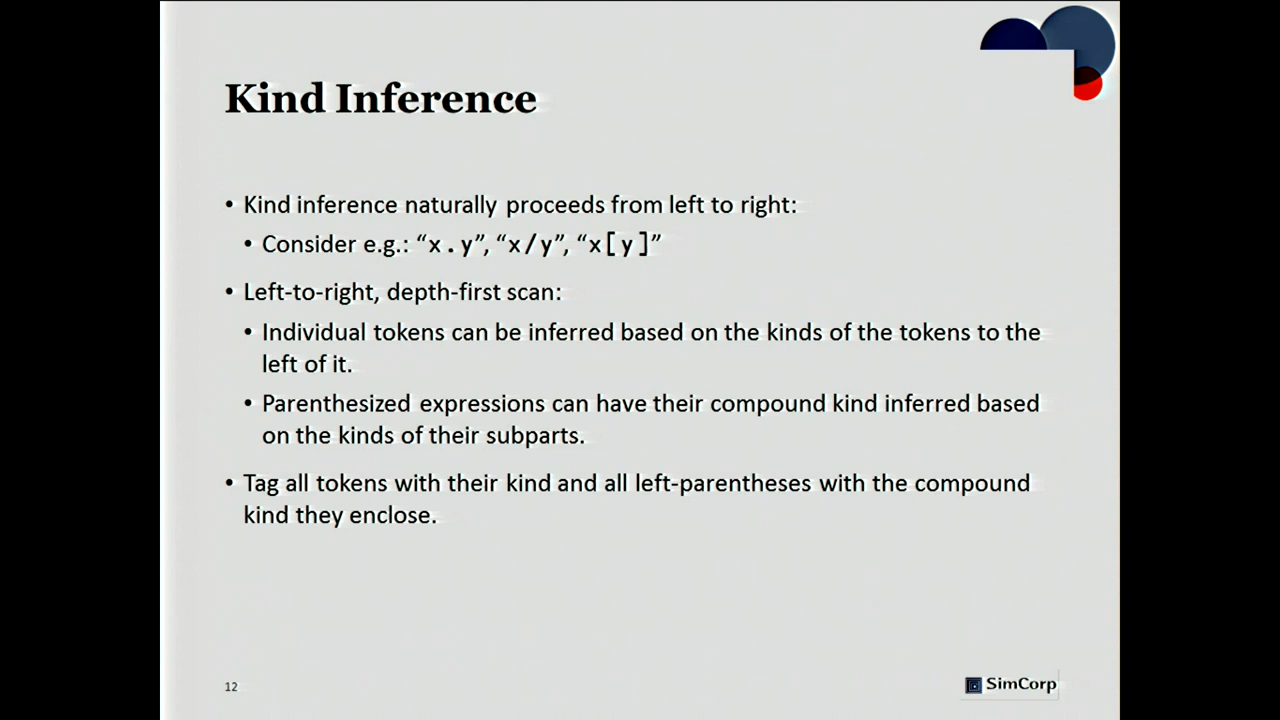 Kind Inference
• Kind inference naturally proceeds from left to right:
• Consider e.g.: “x.y”, “x/y”, “x[y]”
• Left-to-right, depth-first scan:
• Individual tokens can be inferred based on the kinds of the tokens to the
left of it.
• Parenthesized expressions can have their compound kind inferred based
on the kinds of their subparts.
• Tag all tokens with their kind and all left-parentheses with the compound
kind they enclose.
12
SimCorp